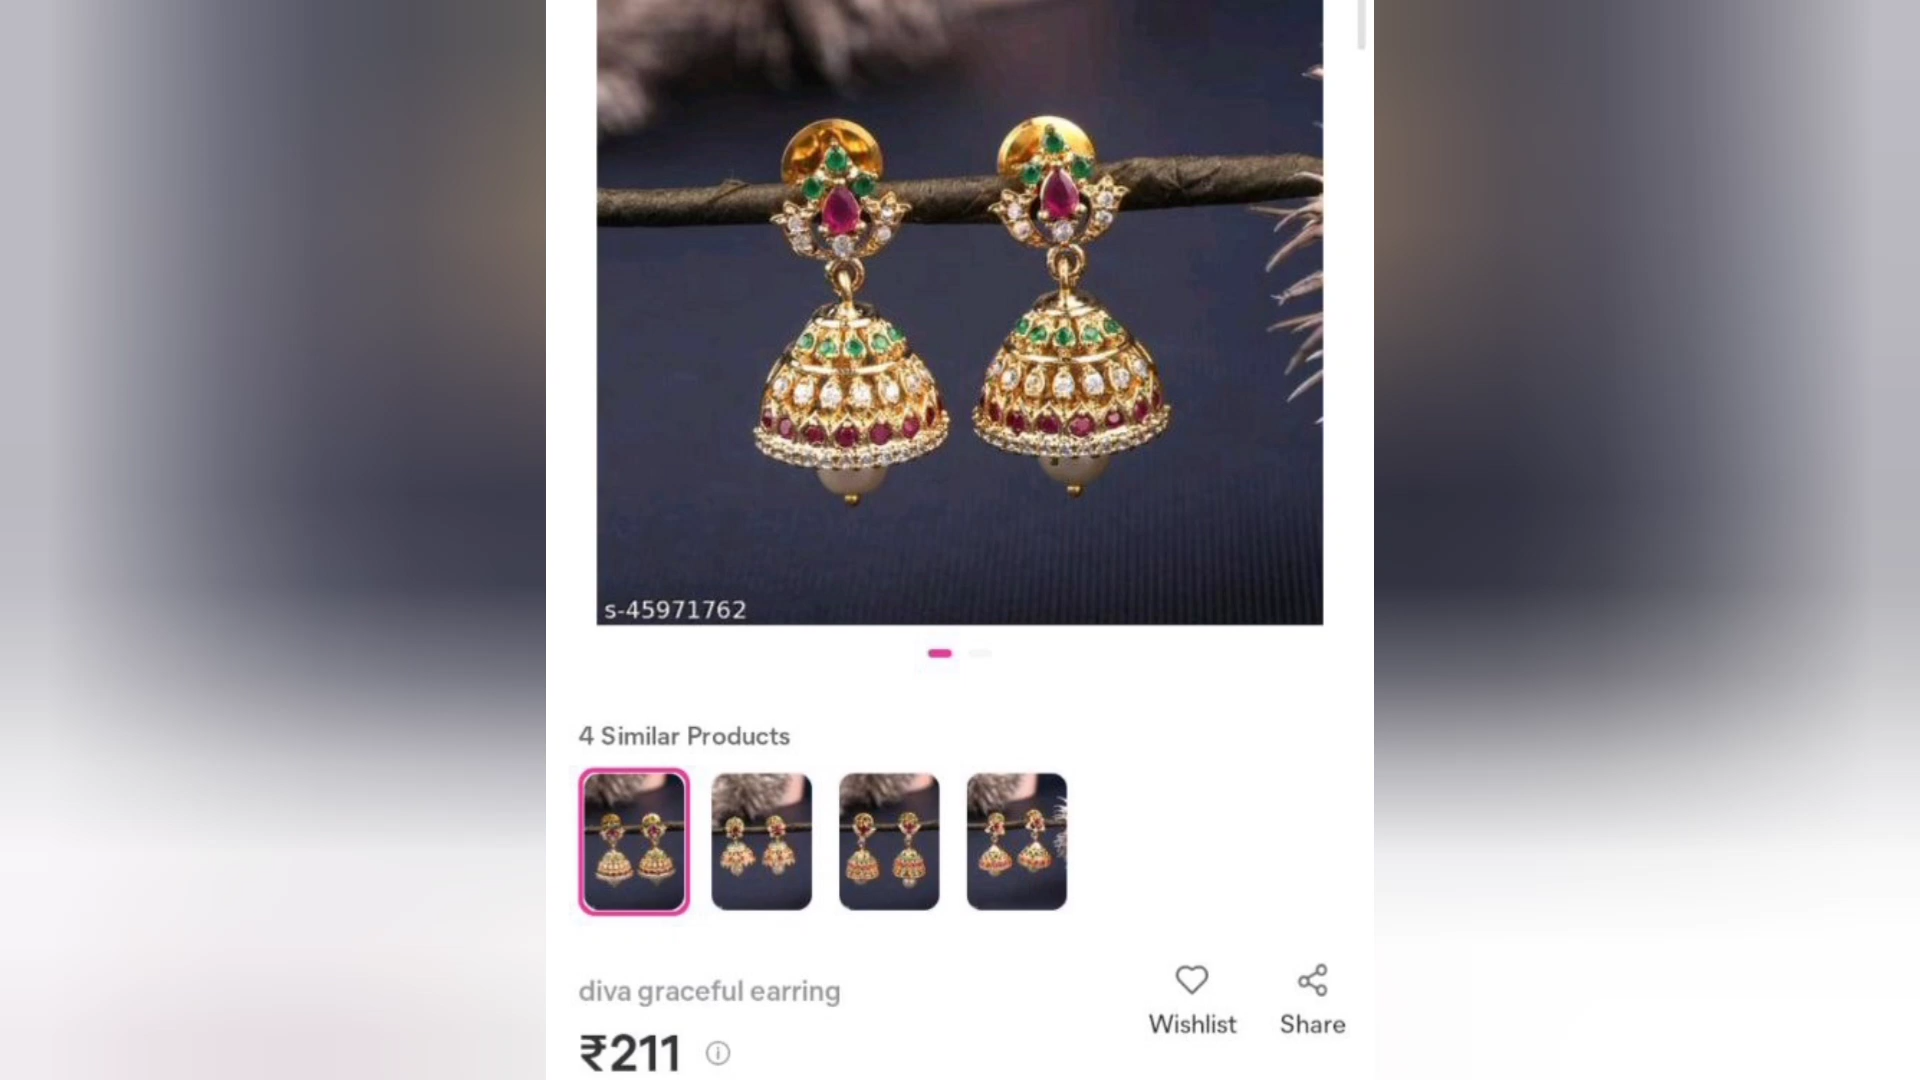 s-45971762
4 Similar Products
diva graceful earring
Wishlist
Share
₹211